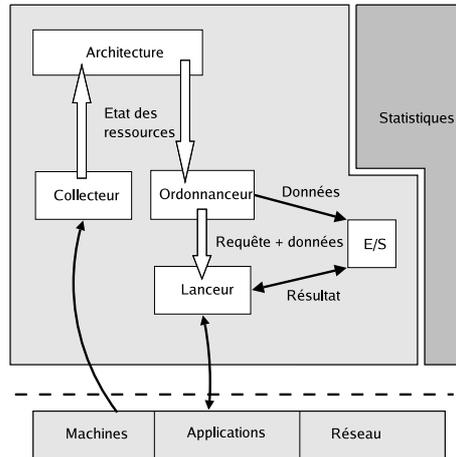 Architecture
Etat des
ressources
Statistiques
Collecteur
Ordonnanceur
Données
Requête + données
E/S
Lanceur
Résultat
Machines
Applications
Réseau